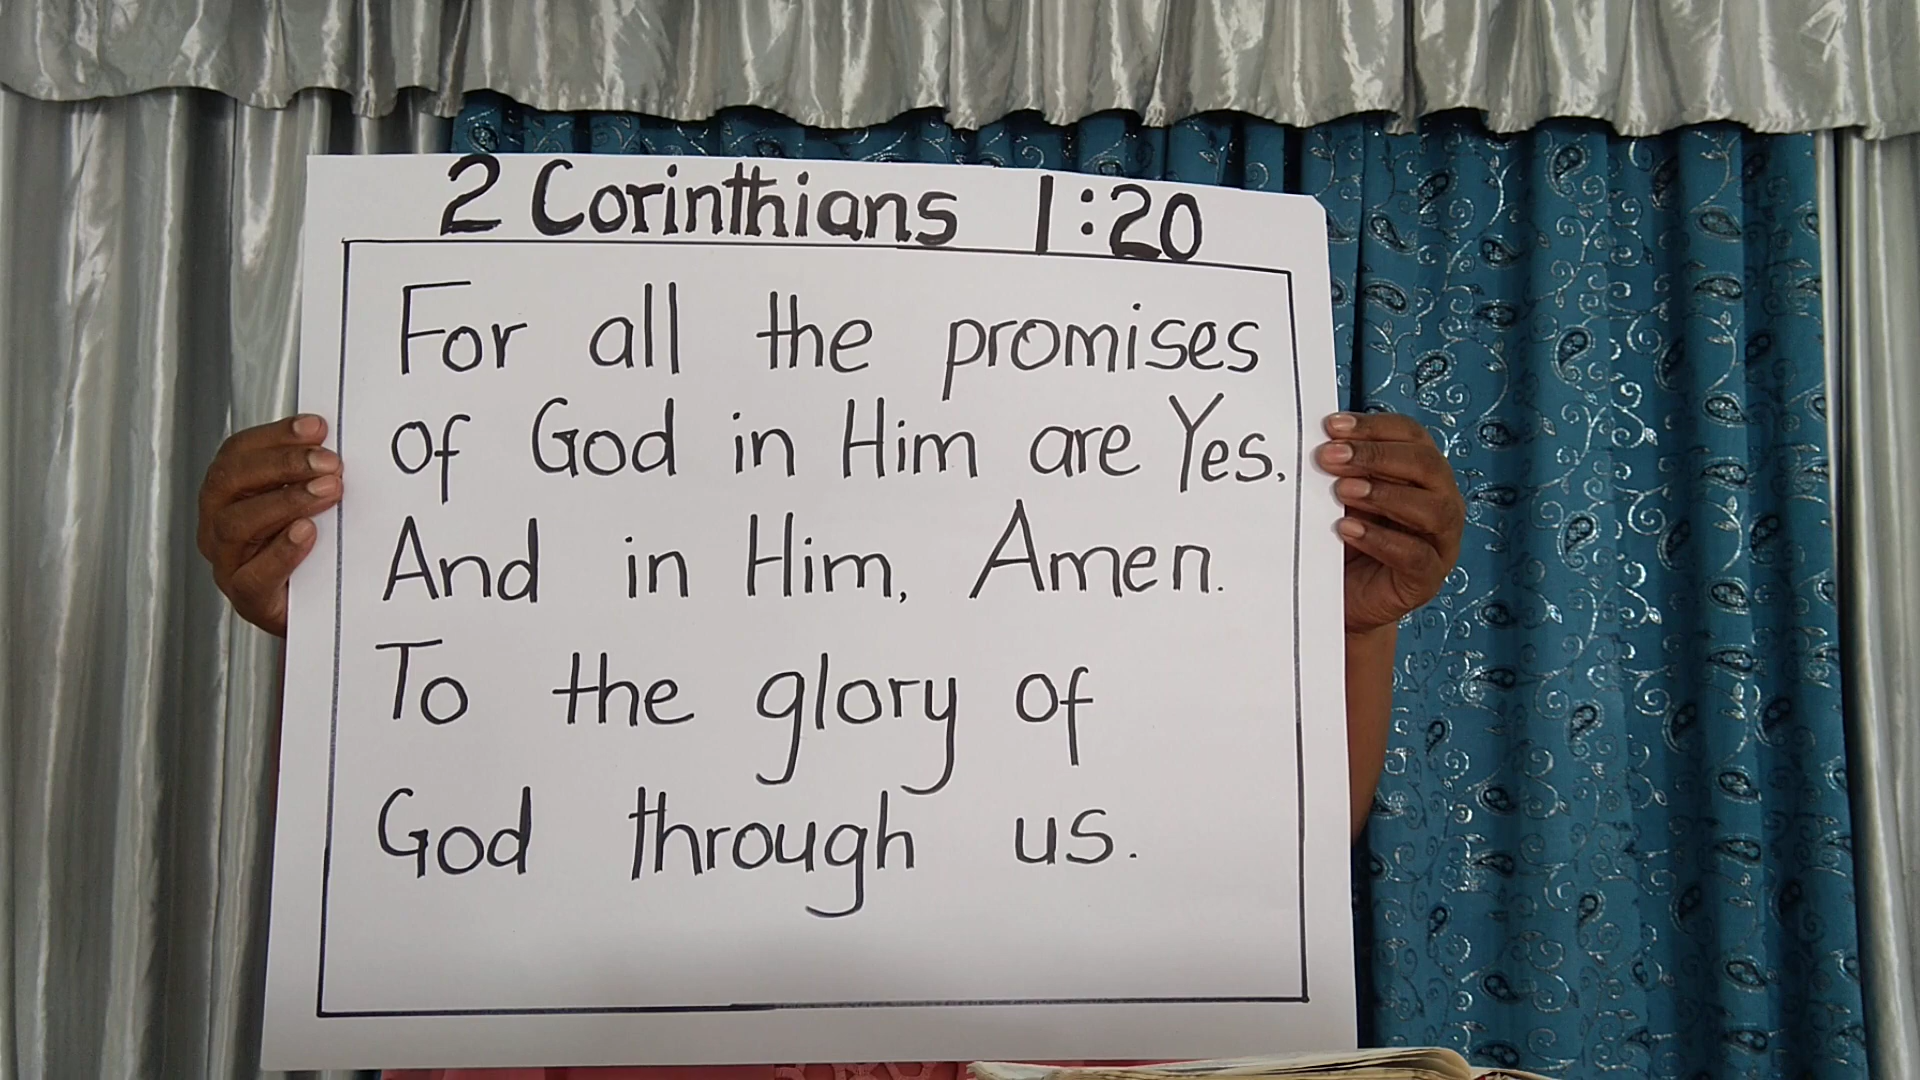 2 Corinthians 1:20
For all the promises
of God in Him are Yes.
And in Him, Amen.
To the glory of
God through us.